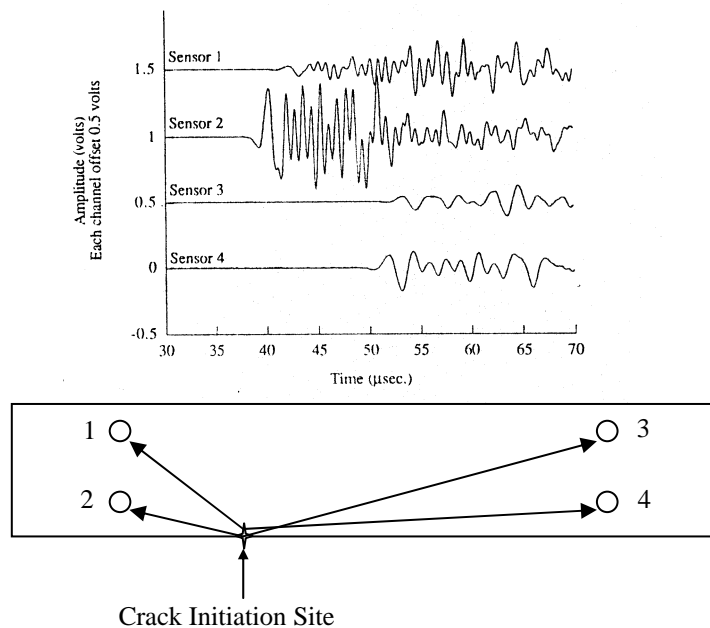 Amplitude (volts)
Each channel offset 0.5 volts
Sensor 1
1.5
Sensor 2
1
Sensor 3
0.5
Sensor 4
0
-0.5
30 35 40 45 50 55 60 65 70
Time (µsec.)
1 3
2 4
Crack Initiation Site